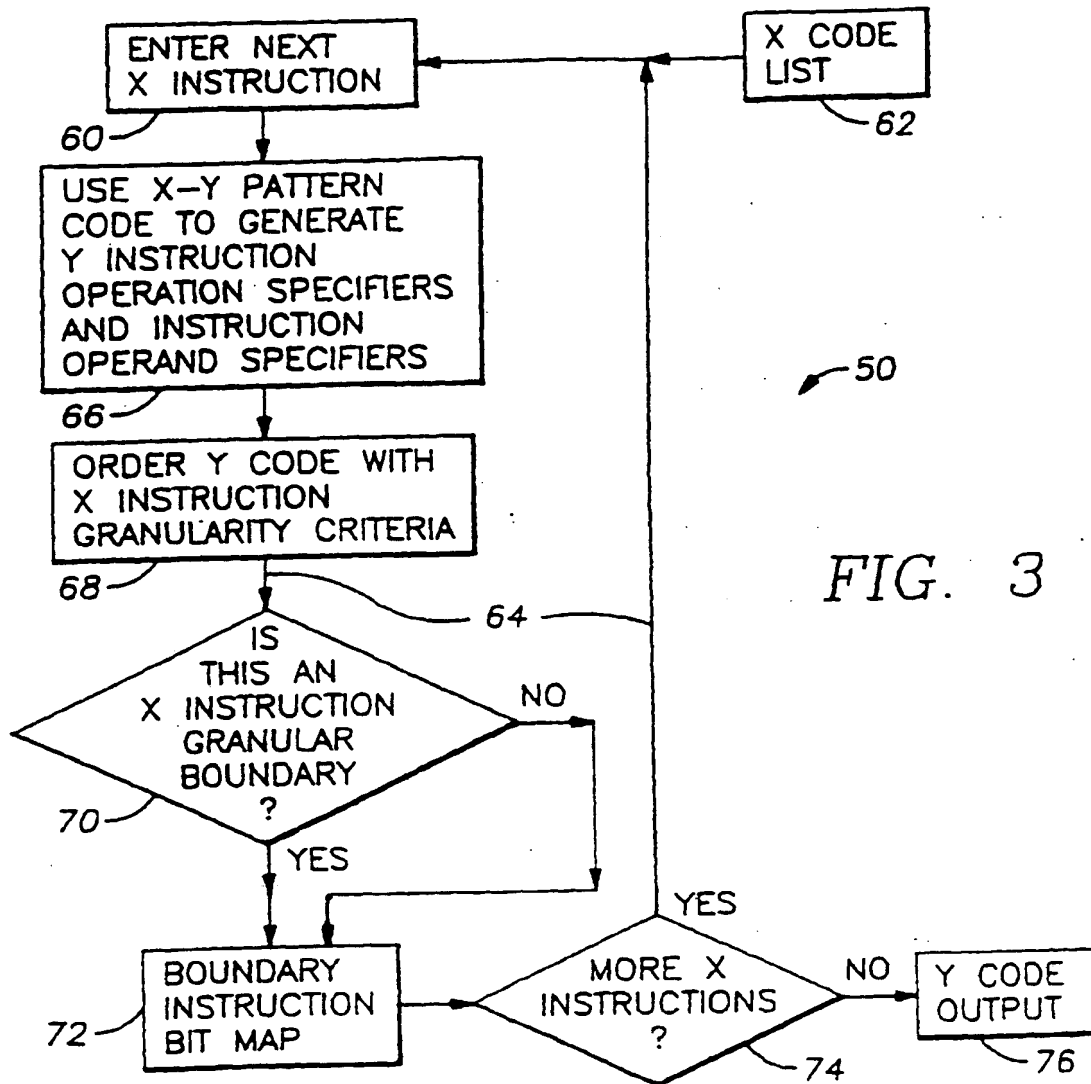 ENTER NEXT
X INSTRUCTION
60
X CODE
LIST
62
USE X-Y PATTERN
CODE TO GENERATE
Y INSTRUCTION
OPERATION SPECIFIERS
AND INSTRUCTION
OPERAND SPECIFIERS
66
50
ORDER Y CODE WITH
X INSTRUCTION
GRANULARITY CRITERIA
68
64
FIG. 3
IS
THIS AN
X INSTRUCTION
GRANULAR
BOUNDARY
?
NO
70
YES
BOUNDARY
INSTRUCTION
BIT MAP
72
YES
MORE X
INSTRUCTIONS
?
74
NO
Y CODE
OUTPUT
76